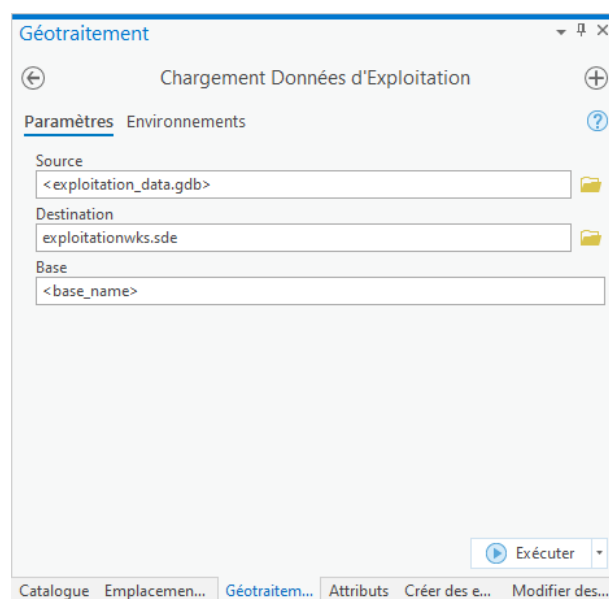 Géotraitement
Chargement Données d'Exploitation
Paramètres Environnements
Source
<exploitation_data.gdb>
Destination
exploitationwks.sde
Base
<base_name>
Exécuter
Catalogue Emplacemen... Géotraitem... Attributs Créer des e... Modifier des...